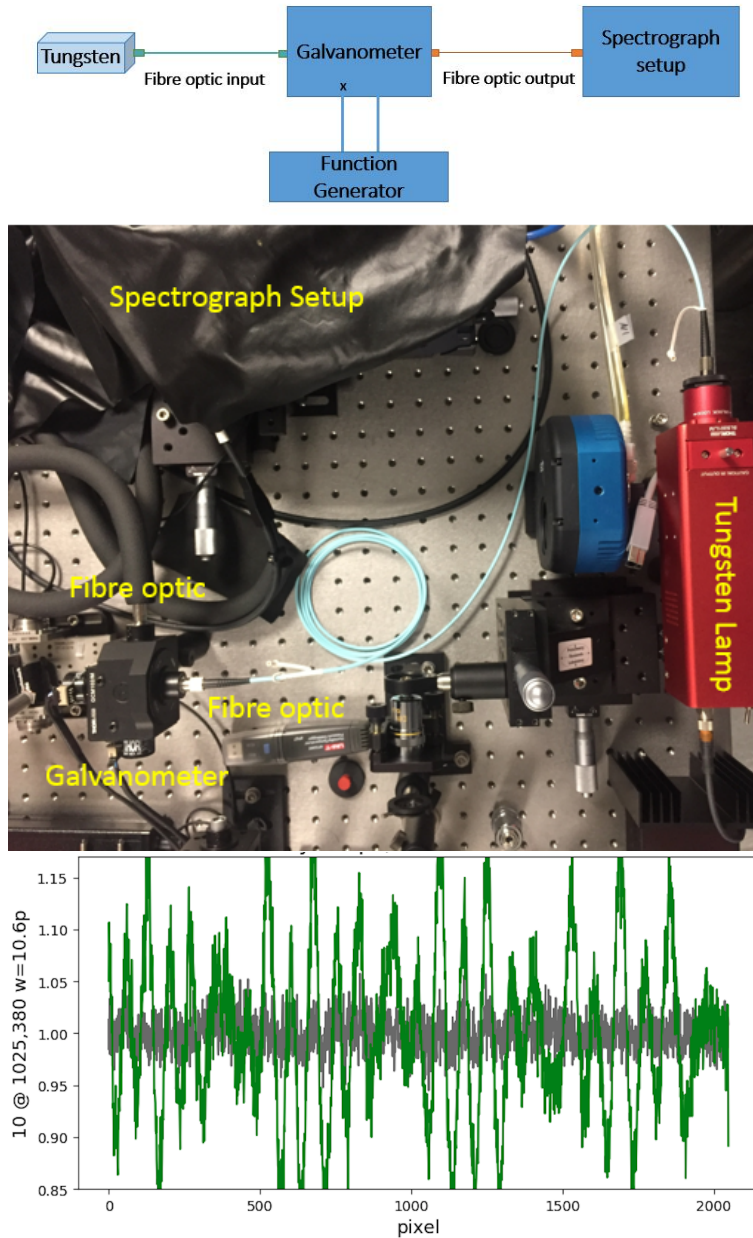 Tungsten
Fibre optic input
Galvanometer
x
Fibre optic output
Spectrograph
setup
Function
Generator
Spectrograph Setup
Tungsten Lamp
Fibre optic
Fibre optic
Galvanometer
10 @ 1025,380 w=10.6p
1.15
1.10
1.05
1.00
0.95
0.90
0.85
0
500
1000
1500
2000
pixel